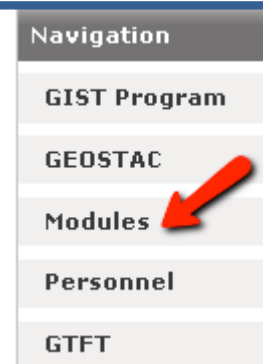 Navigation
GIST Program
GEOSTAC
Modules
Personnel
GTFT